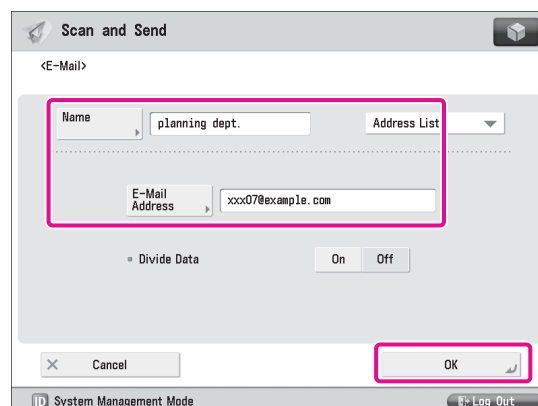 Scan and Send
<E-Mail>
Name
planning dept.
Address List
E-Mail
Address
xxx07@example.com
Divide Data
On
Off
Cancel
OK
System Management Mode
Log Out